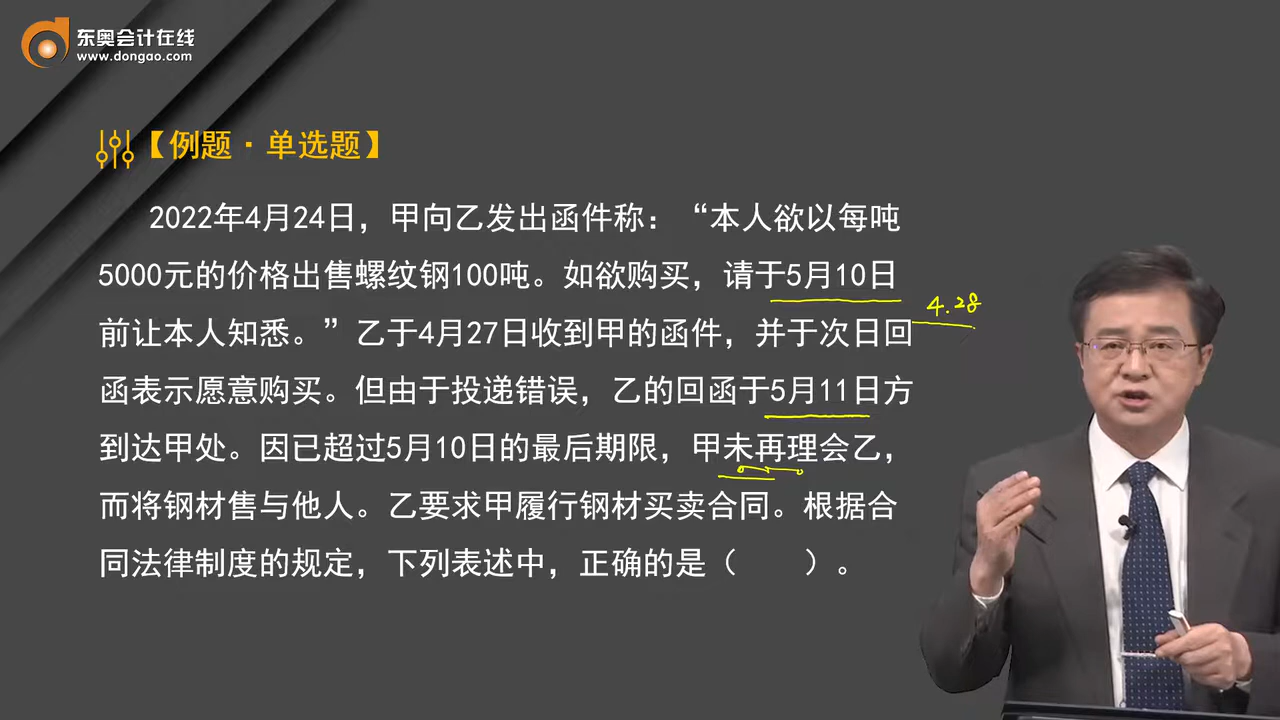 东奥会计在线
www.dongao.com
【例题·单选题】
2022年4月24日，甲向乙发出函件称：“本人欲以每吨
5000元的价格出售螺纹钢100吨。如欲购买，请于5月10日
4.28
前让本人知悉。”乙于4月27日收到甲的函件，并于次日回
函表示愿意购买。但由于投递错误，乙的回函于5月11日方
到达甲处。因已超过5月10日的最后期限，甲未再理会乙，
而将钢材售与他人。乙要求甲履行钢材买卖合同。根据合
同法律制度的规定，下列表述中，正确的是（　　）。